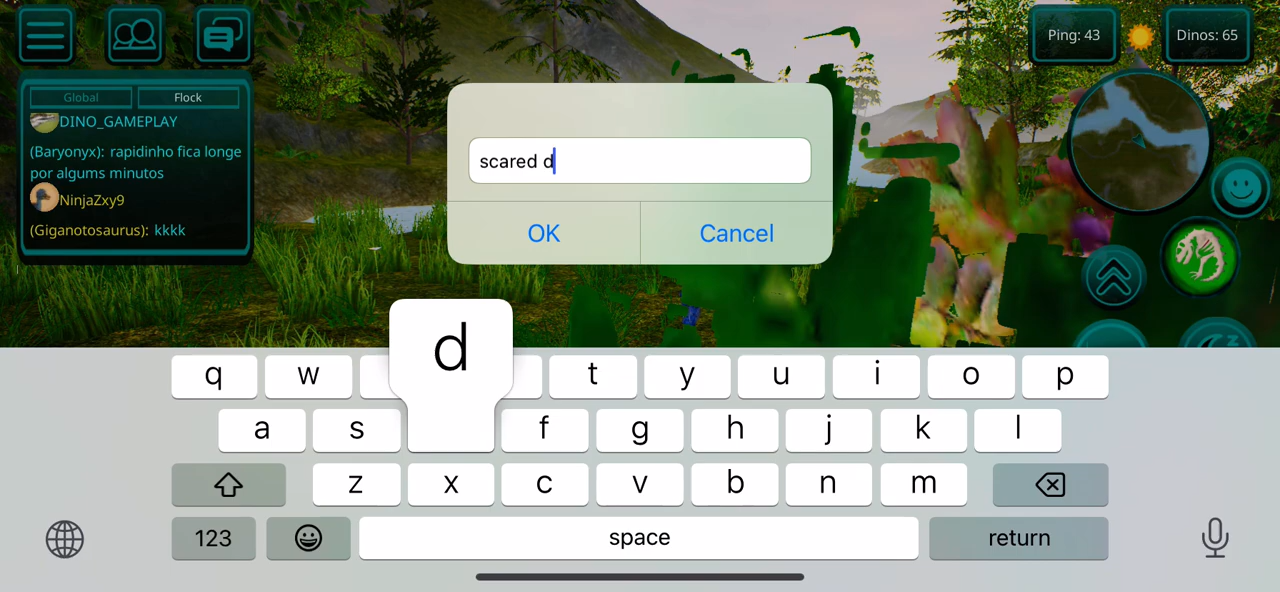 Ping: 43
Dinos: 65
Global
Flock
DINO_GAMEPLAY
(Baryonyx): rapidinho fica longe
por algums minutos
NinjaZxy9
(Giganotosaurus): kkkk
scared d
OK
Cancel
d
q w t y u i o p
a s f g h j k l
z x c v b n m
123
space
return